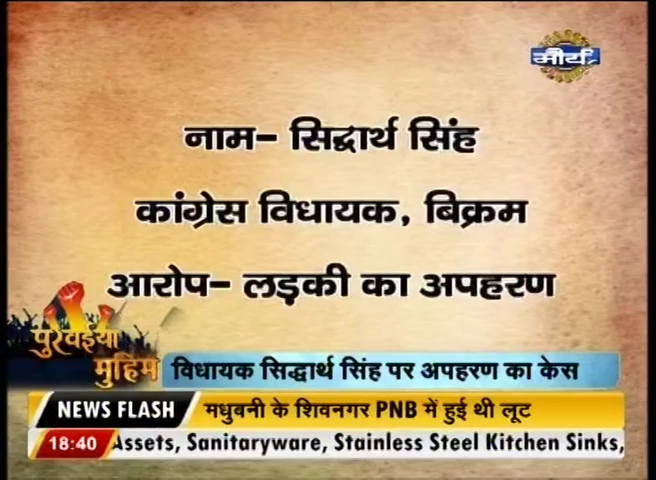 मौर्य
नाम- सिद्धार्थ सिंह
कांग्रेस विधायक, बिक्रम
आरोप- लड़की का अपहरण
पुरवईया
मुहिम
विधायक सिद्धार्थ सिंह पर अपहरण का केस
NEWS FLASH
मधुबनी के शिवनगर PNB में हुई थी लूट
18:40
Assets, Sanitaryware, Stainless Steel Kitchen Sinks,